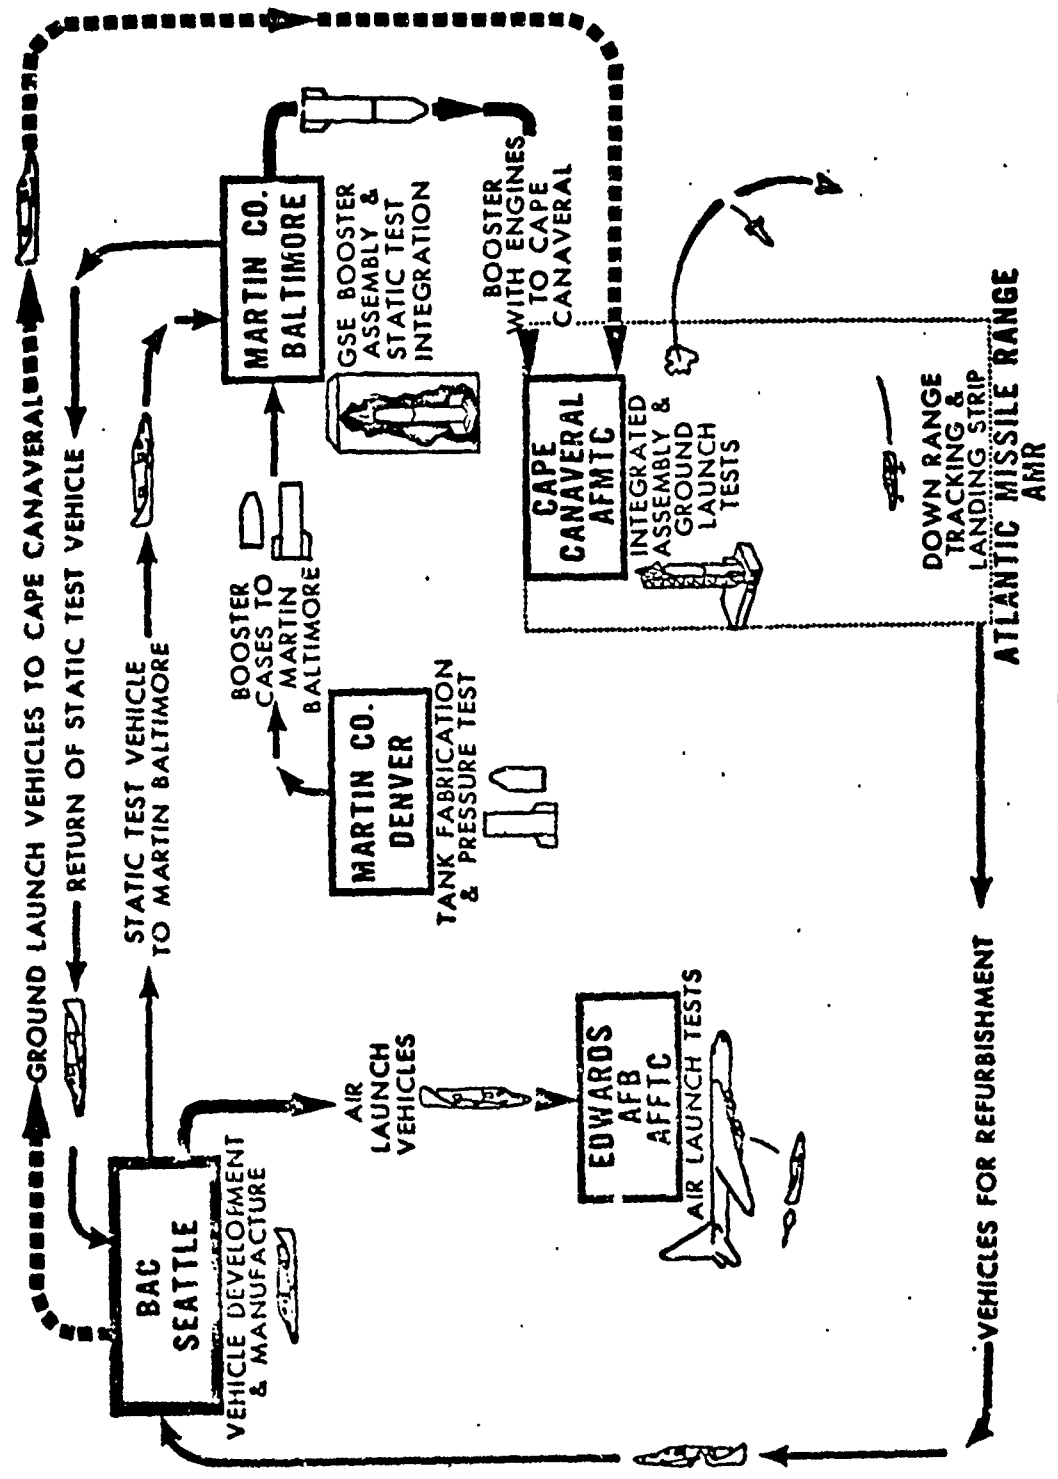 GROUND LAUNCH VEHICLES TO CAPE CANAVERAL
RETURN OF STATIC TEST VEHICLE
STATIC TEST VEHICLE
TO MARTIN BALTIMORE
BAC
SEATTLE
VEHICLE DEVELOPMENT
& MANUFACTURE
AIR
LAUNCH
VEHICLES
EDWARDS
AFB
AFFTC
AIR LAUNCH TESTS
MARTIN CO.
DENVER
TANK FABRICATION
& PRESSURE TEST
BOOSTER
CASES TO
MARTIN
BALTIMORE
MARTIN CO.
BALTIMORE
GSE BOOSTER
ASSEMBLY &
STATIC TEST
INTEGRATION
BOOSTER
WITH ENGINES
TO CAPE
CANAVERAL
CAPE
CANAVERAL
AFMTC
INTEGRATED
ASSEMBLY &
GROUND
LAUNCH
TESTS
DOWN RANGE
TRACKING &
LANDING STRIP
ATLANTIC MISSILE RANGE
AMR
VEHICLES FOR REFURBISHMENT